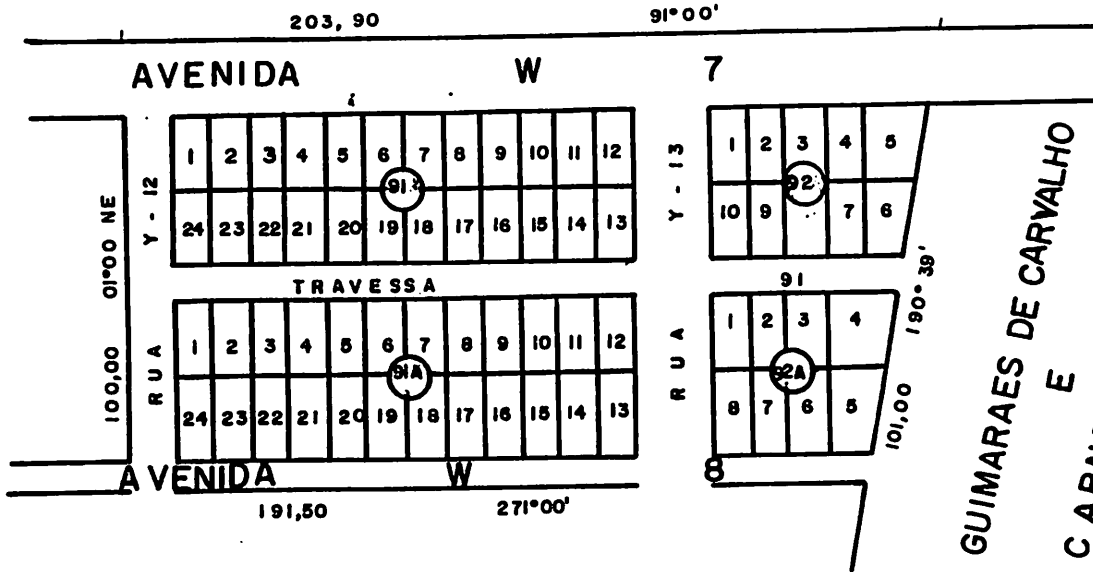 203,90 91°00'
AVENIDA W 7
1 2 3 4 5 6 7 8 9 10 11 12
91
24 23 22 21 20 19 18 17 16 15 14 13
1 2 3 4 5
92
10 9 7 6
RUA Y-12
RUA Y-13
01°00 NE
100,00
TRAVESSA 91
1 2 3 4 5 6 7 8 9 10 11 12
91A
24 23 22 21 20 19 18 17 16 15 14 13
1 2 3 4
92A
8 7 6 5
190°39'
101,00
AVENIDA W 8
191,50 271°00'
GUIMARAES DE CARVALHO
E